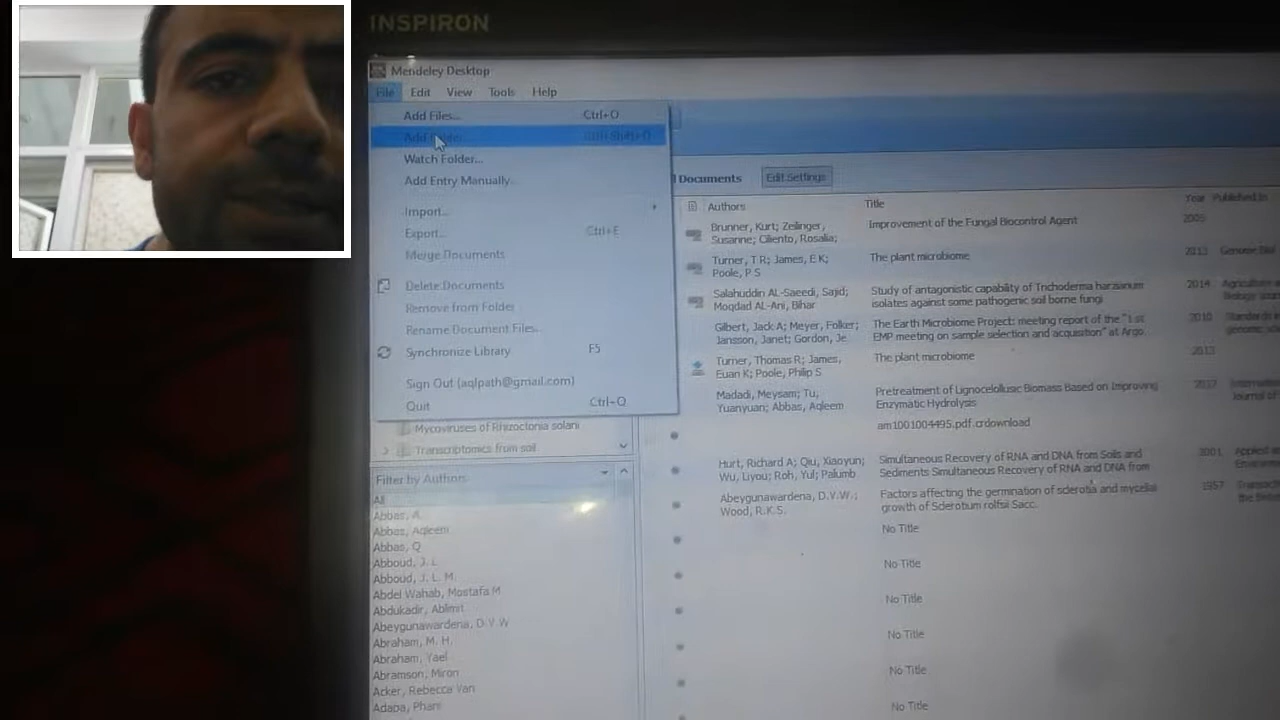 INSPIRON
Mendeley Desktop
File Edit View Tools Help
Add Files... Ctrl+O
Add Folder... Ctrl+Shift+O
Watch Folder...
Add Entry Manually...
Import...
Export... Ctrl+E
Merge Documents
Delete Documents
Remove from Folder
Rename Document Files...
Synchronize Library F5
Sign Out (aqlpath@gmail.com)
Quit Ctrl+Q
Mycoviruses of Rhizoctonia solani
Transcriptomics from soil
Filter by Authors
All
Abbas, A
Abbas, Aqleem
Abbas, Q
Abboud, J. L
Abboud, J. L. M.
Abdel Wahab, Mostafa M
Abdukadir, Ablimit
Abeygunawardena, D.V.W
Abraham, M. H.
Abraham, Yael
Abramson, Miron
Acker, Rebecca Van
Adaba, Phani
Documents Edit Settings
Authors Title Year Published In
Brunner, Kurt; Zeilinger,
Susanne; Ciliento, Rosalia;
Improvement of the Fungal Biocontrol Agent
2005
Turner, T R; James, E K;
Poole, P S
The plant microbiome
2013
Salahuddin AL-Saeedi, Sajid;
Moqdad AL-Ani, Bihar
Study of antagonistic capability of Trichoderma harzianum
isolates against some pathogenic soil borne fungi
2014
Gilbert, Jack A; Meyer, Folker;
Jansson, Janet; Gordon, Je
The Earth Microbiome Project: meeting report of the "1 st
EMP meeting on sample selection and acquisition" at Argo
2010
Turner, Thomas R; James,
Euan K; Poole, Philip S
The plant microbiome
2013
Madadi, Meysam; Tu,
Yuanyuan; Abbas, Aqleem
Pretreatment of Lignocelollusic Biomass Based on Improving
Enzymatic Hydrolysis
2017
Journal of
am1001004495.pdf.crdownload
Hurt, Richard A; Qiu, Xiaoyun;
Wu, Liyou; Roh, Yul; Palumb
Simultaneous Recovery of RNA and DNA from Soils and
Sediments Simultaneous Recovery of RNA and DNA from
2001
Abeygunawardena, D.V.W.;
Wood, R.K.S.
Factors affecting the germination of sclerotia and mycelial
growth of Sclerotium rolfsii Sacc.
1957
No Title
No Title
No Title
No Title
No Title
No Title